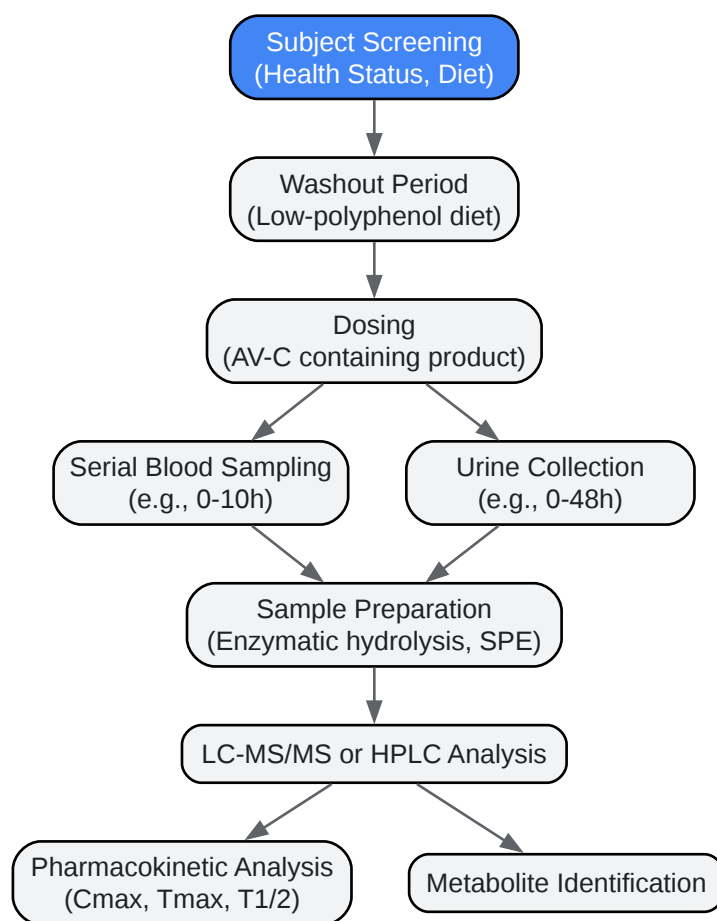 Subject Screening
(Health Status, Diet)
Washout Period
(Low-polyphenol diet)
Dosing
(AV-C containing product)
Serial Blood Sampling
(e.g., 0-10h)
Urine Collection
(e.g., 0-48h)
Sample Preparation
(Enzymatic hydrolysis, SPE)
LC-MS/MS or HPLC Analysis
Pharmacokinetic Analysis
(Cmax, Tmax, T1/2)
Metabolite Identification